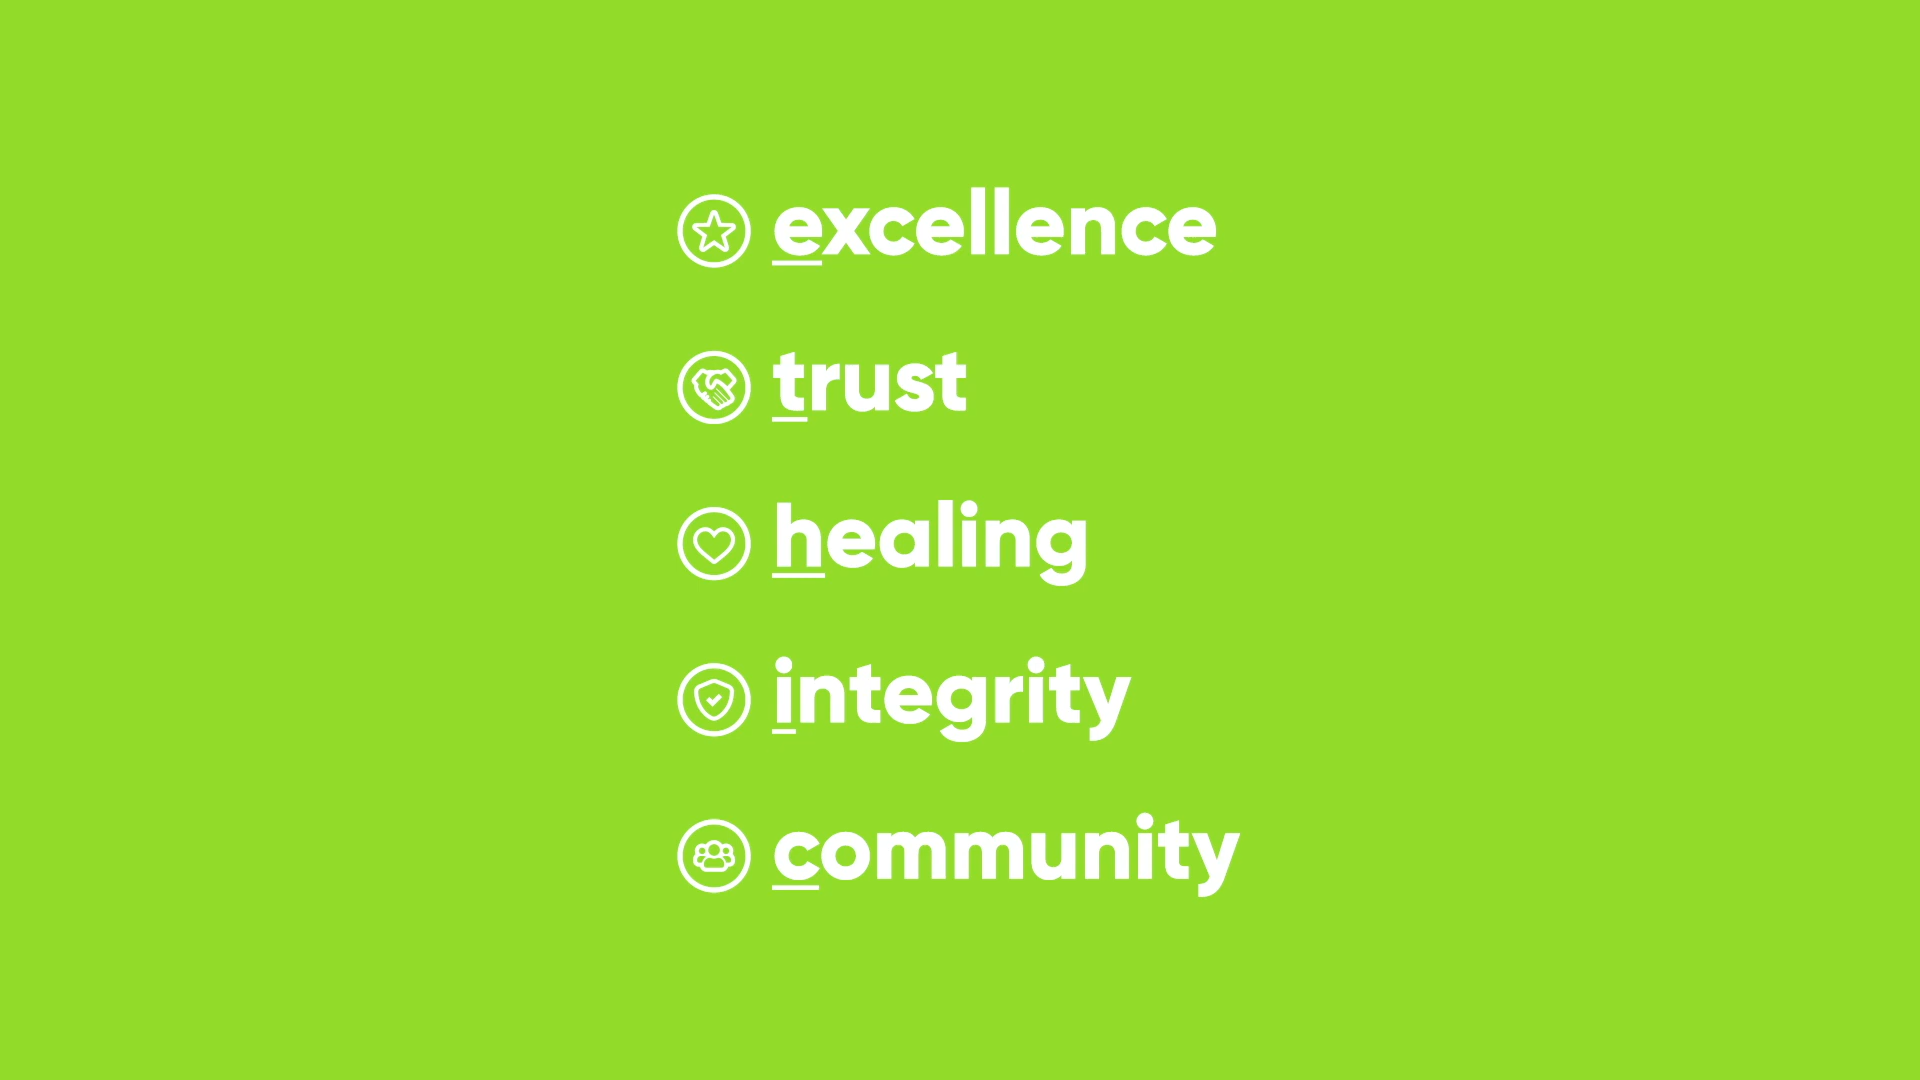 excellence
trust
healing
integrity
community